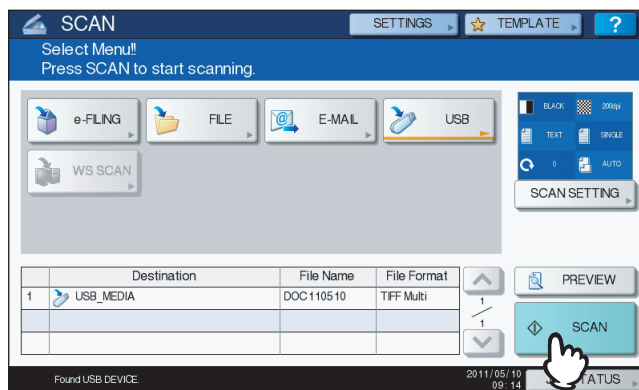 SCAN
SETTINGS
TEMPLATE
?
Select Menu!!
Press SCAN to start scanning.
e-FILING
FILE
E-MAIL
USB
WS SCAN
BLACK
200dpi
TEXT
SINGLE
0
AUTO
SCAN SETTING
Destination File Name File Format
1 USB_MEDIA DOC110510 TIFF Multi
1
1
PREVIEW
SCAN
Found USB DEVICE.
2011/05/10
09:14
TATUS